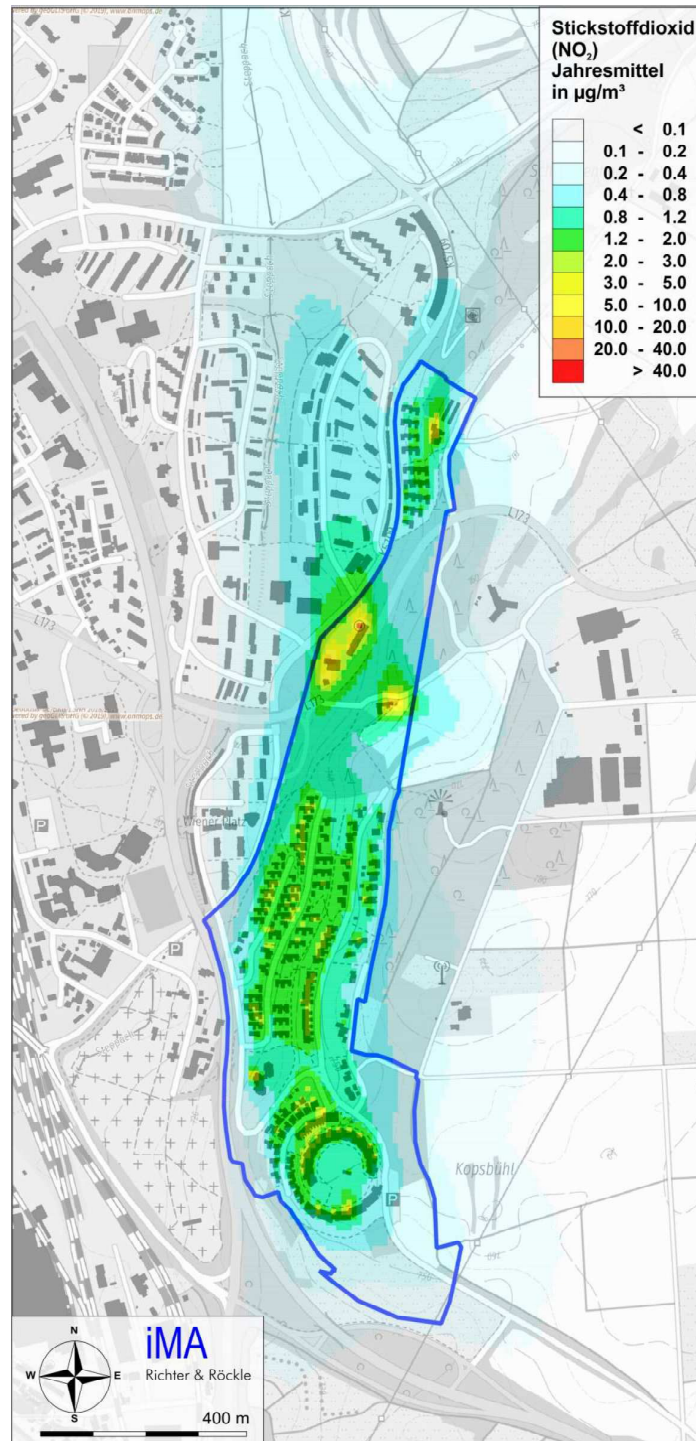 Stickstoffdioxid
(NO₂)
Jahresmittel
in µg/m³
< 0.1
0.1 - 0.2
0.2 - 0.4
0.4 - 0.8
0.8 - 1.2
1.2 - 2.0
2.0 - 3.0
3.0 - 5.0
5.0 - 10.0
10.0 - 20.0
20.0 - 40.0
> 40.0
L173
L173
L173
Wiener Platz
P
P
Steppach
Kopsbühl
P
N
W E
S
iMA
Richter & Röckle
400 m